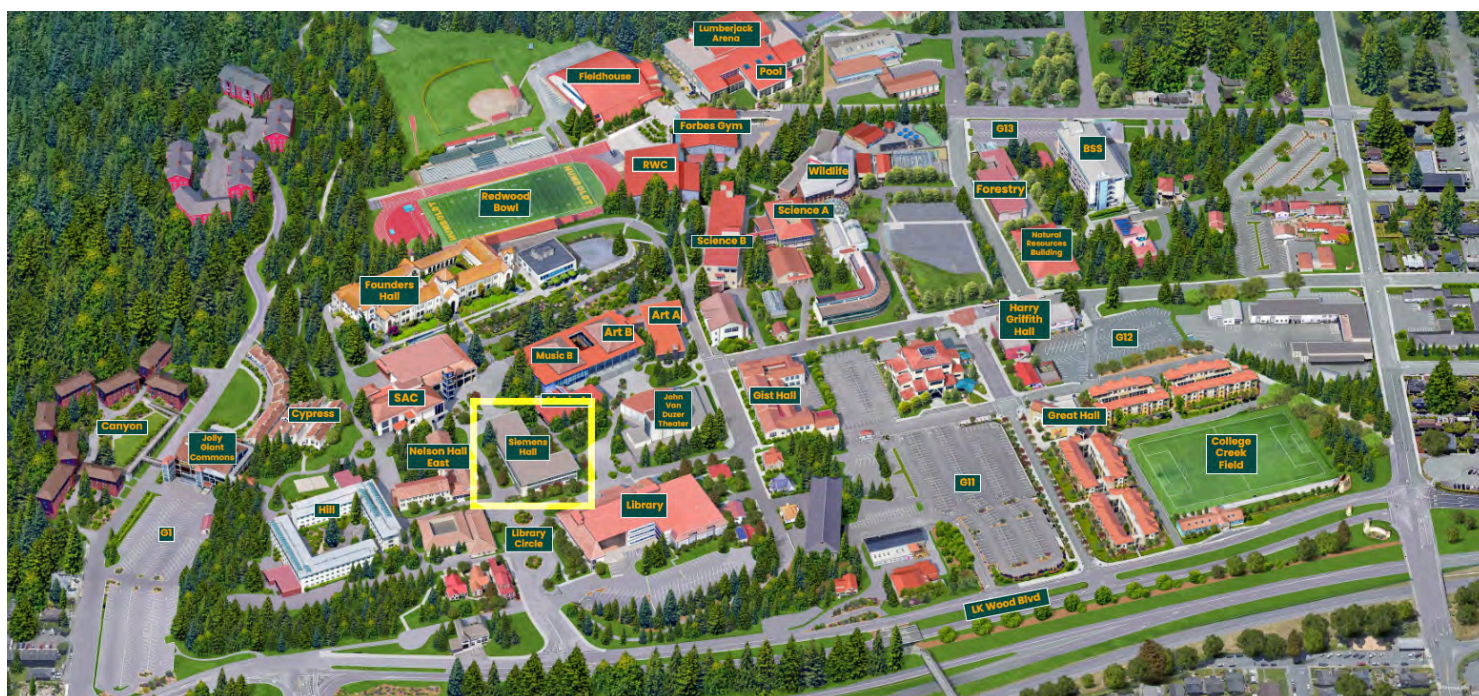 Lumberjack
Arena
Pool
Fieldhouse
Forbes Gym
G13
BSS
RWC
Wildlife
Forestry
HUMBOLDT
Redwood
Bowl
HUMBOLDT
Science A
Science B
Natural
Resources
Building
Founders
Hall
Art A
Art B
Music B
Harry
Griffith
Hall
G12
SAC
John
Van
Duzer
Theater
Gist Hall
Canyon
Cypress
Great Hall
Jolly
Giant
Commons
Nelson Hall
East
Siemens
Hall
College
Creek
Field
G11
Hill
Library
G1
Library
Circle
LK Wood Blvd